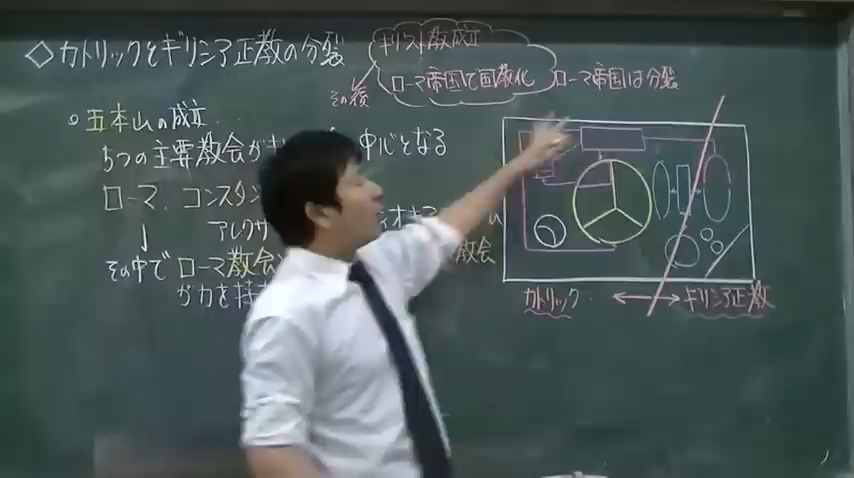 ◇カトリックとギリシア正教の分裂
キリスト教成立
ローマ帝国で国教化
その後
ローマ帝国は分裂
○五本山の成立
5つの主要教会が 中心となる
ローマ、コンスタン
↓ アレクサ
その中でローマ教会 教会
が力を持
カトリック ←→ ギリシア正教